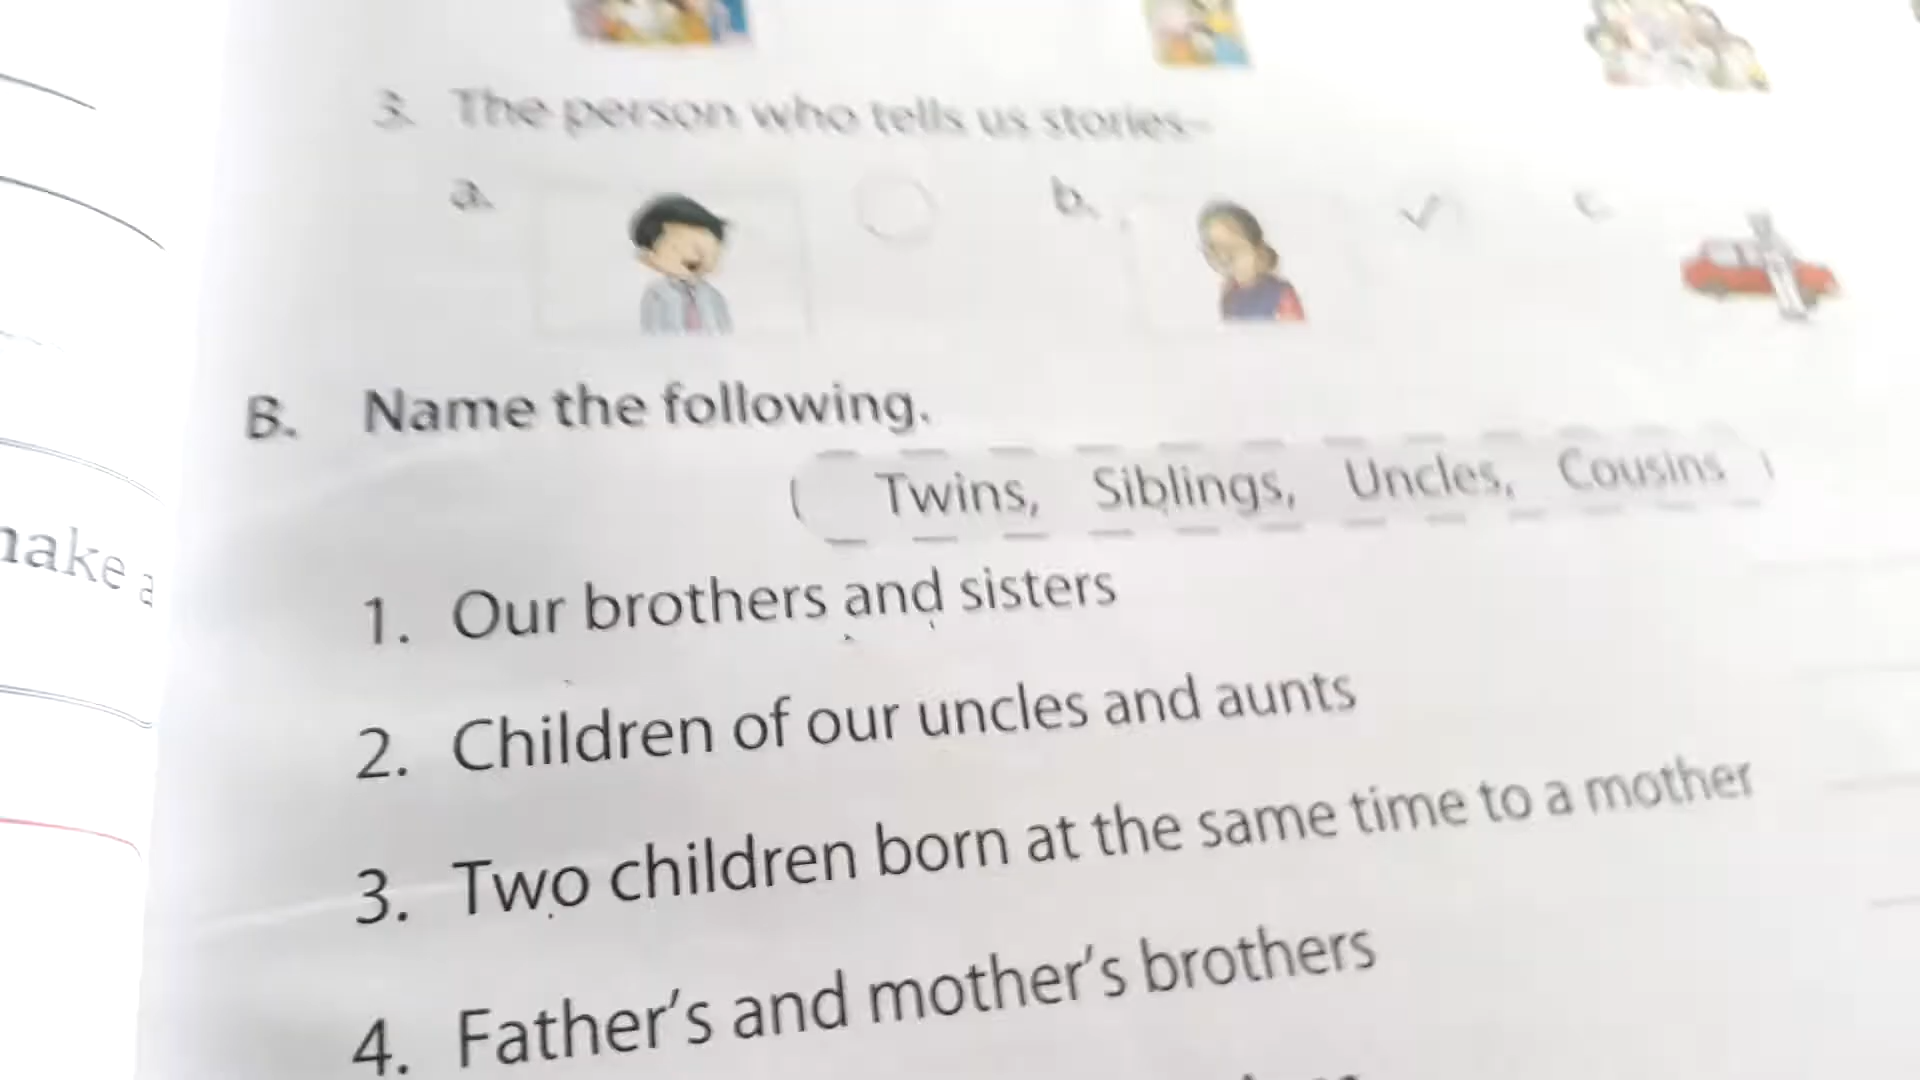 3. The person who tells us stories-
a. b. c.
B. Name the following.
Twins, Siblings, Uncles, Cousins
1. Our brothers and sisters
2. Children of our uncles and aunts
3. Two children born at the same time to a mother
4. Father's and mother's brothers